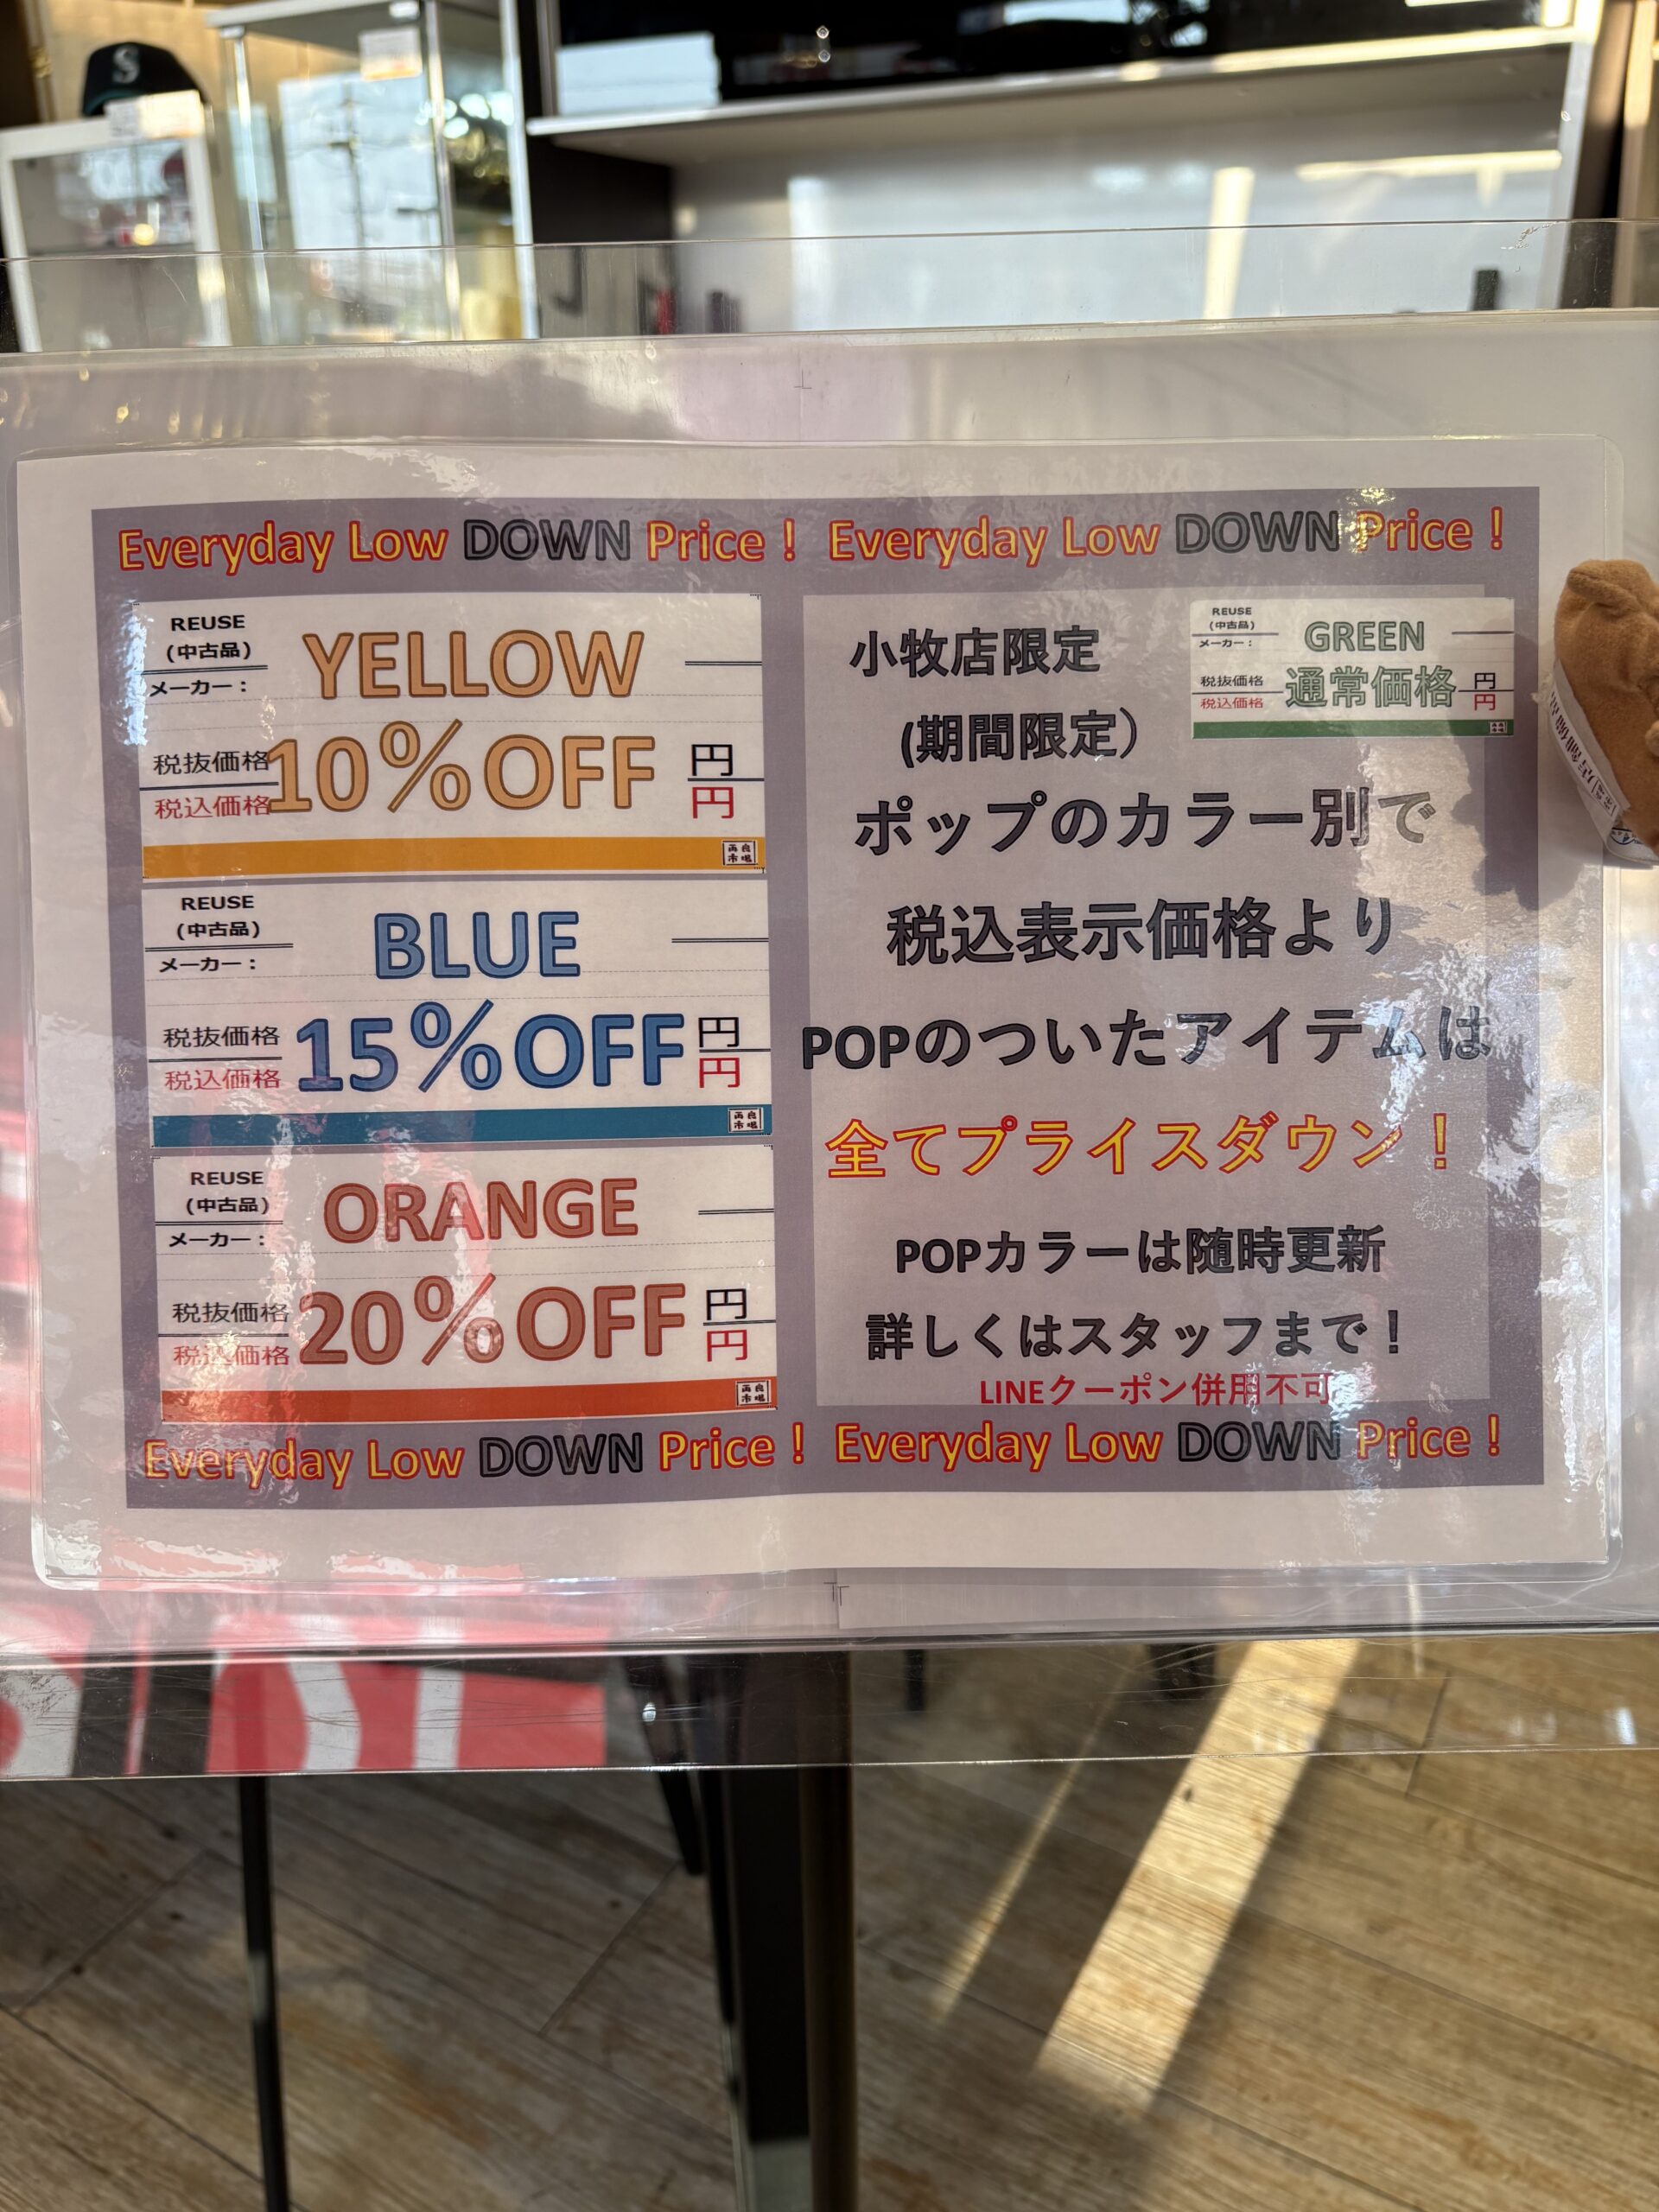 S
Everyday Low DOWN Price！ Everyday Low DOWN Price！
REUSE
(中古品)
メーカー：
YELLOW
10％OFF
税抜価格
円
税込価格
円
REUSE
(中古品)
メーカー：
BLUE
15％OFF
税抜価格
円
税込価格
円
REUSE
(中古品)
メーカー：
ORANGE
20％OFF
税抜価格
円
税込価格
円
小牧店限定
(期間限定）
REUSE
(中古品)
メーカー：
GREEN
通常価格
税抜価格
円
税込価格
円
ポップのカラー別で
税込表示価格より
POPのついたアイテムは
全てプライスダウン！
POPカラーは随時更新
詳しくはスタッフまで！
LINEクーポン併用不可
Everyday Low DOWN Price！ Everyday Low DOWN Price！